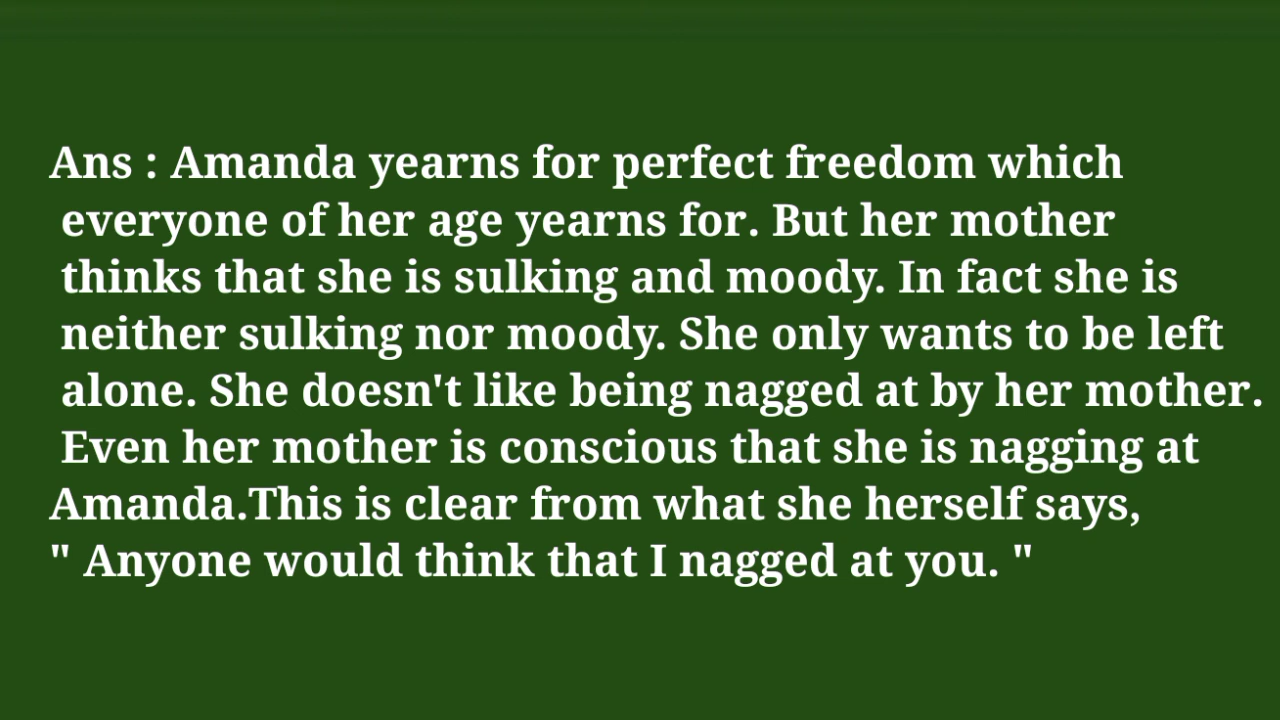 Ans : Amanda yearns for perfect freedom which
everyone of her age yearns for. But her mother
thinks that she is sulking and moody. In fact she is
neither sulking nor moody. She only wants to be left
alone. She doesn't like being nagged at by her mother.
Even her mother is conscious that she is nagging at
Amanda.This is clear from what she herself says,
" Anyone would think that I nagged at you. "